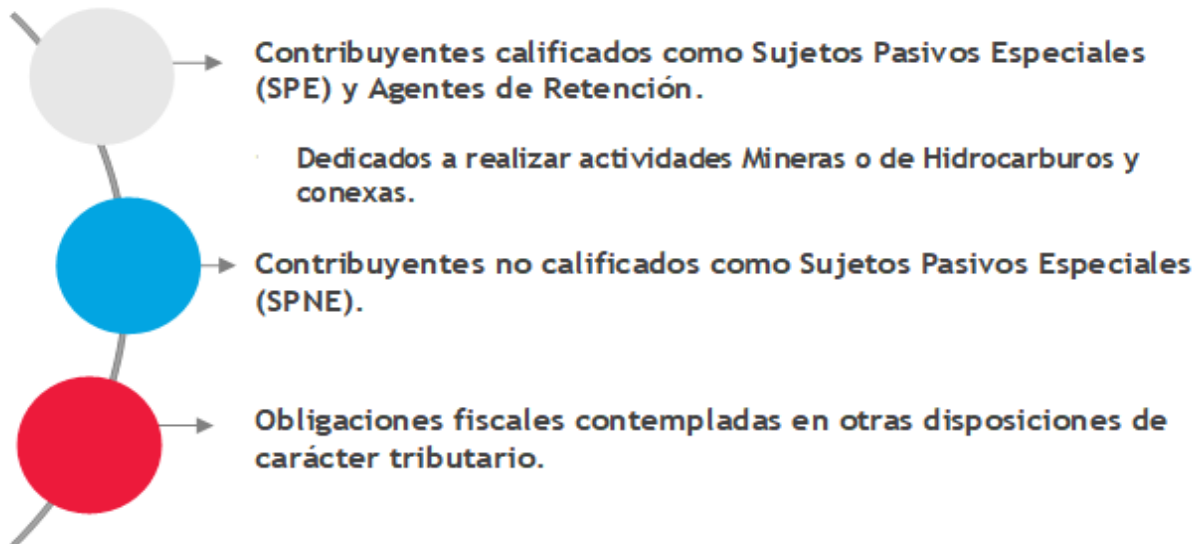 Contribuyentes calificados como Sujetos Pasivos Especiales
(SPE) y Agentes de Retención.
Dedicados a realizar actividades Mineras o de Hidrocarburos y
conexas.
Contribuyentes no calificados como Sujetos Pasivos Especiales
(SPNE).
Obligaciones fiscales contempladas en otras disposiciones de
carácter tributario.